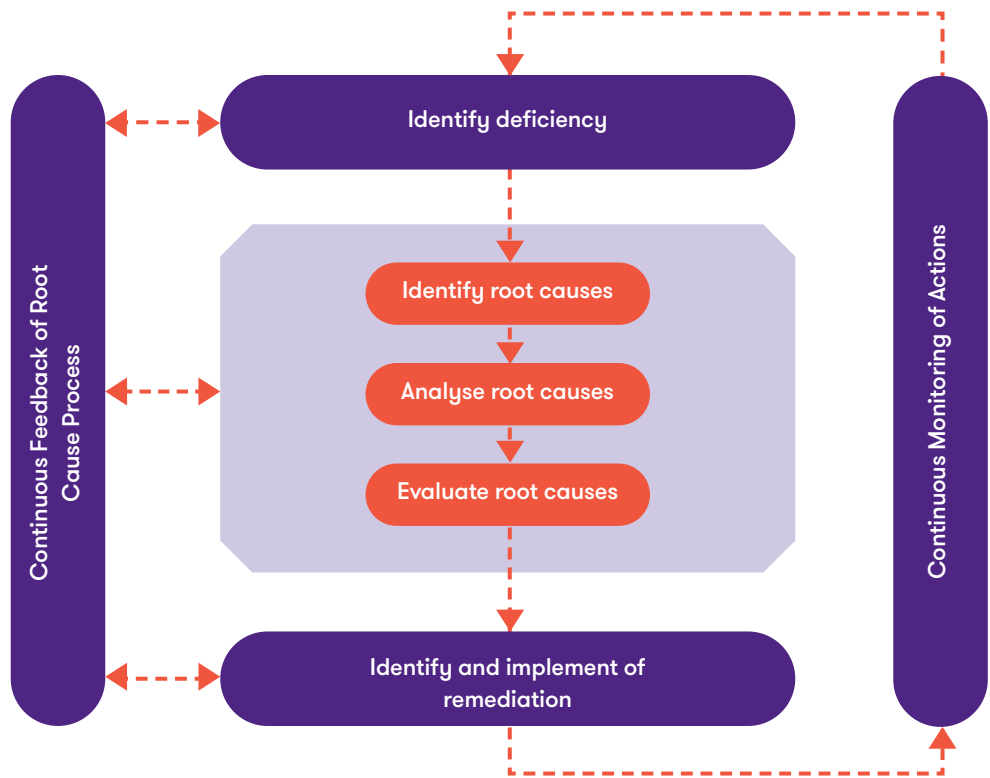 Identify deficiency
Continuous Feedback of Root
Cause Process
Identify root causes
Analyse root causes
Evaluate root causes
Continuous Monitoring of Actions
Identify and implement of
remediation